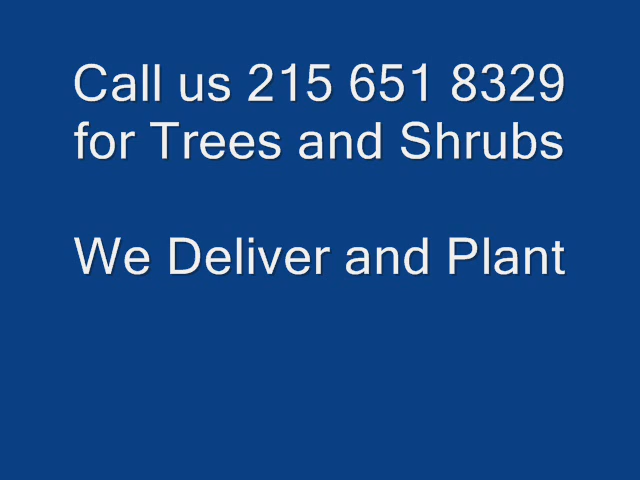 Call us 215 651 8329
for Trees and Shrubs
We Deliver and Plant